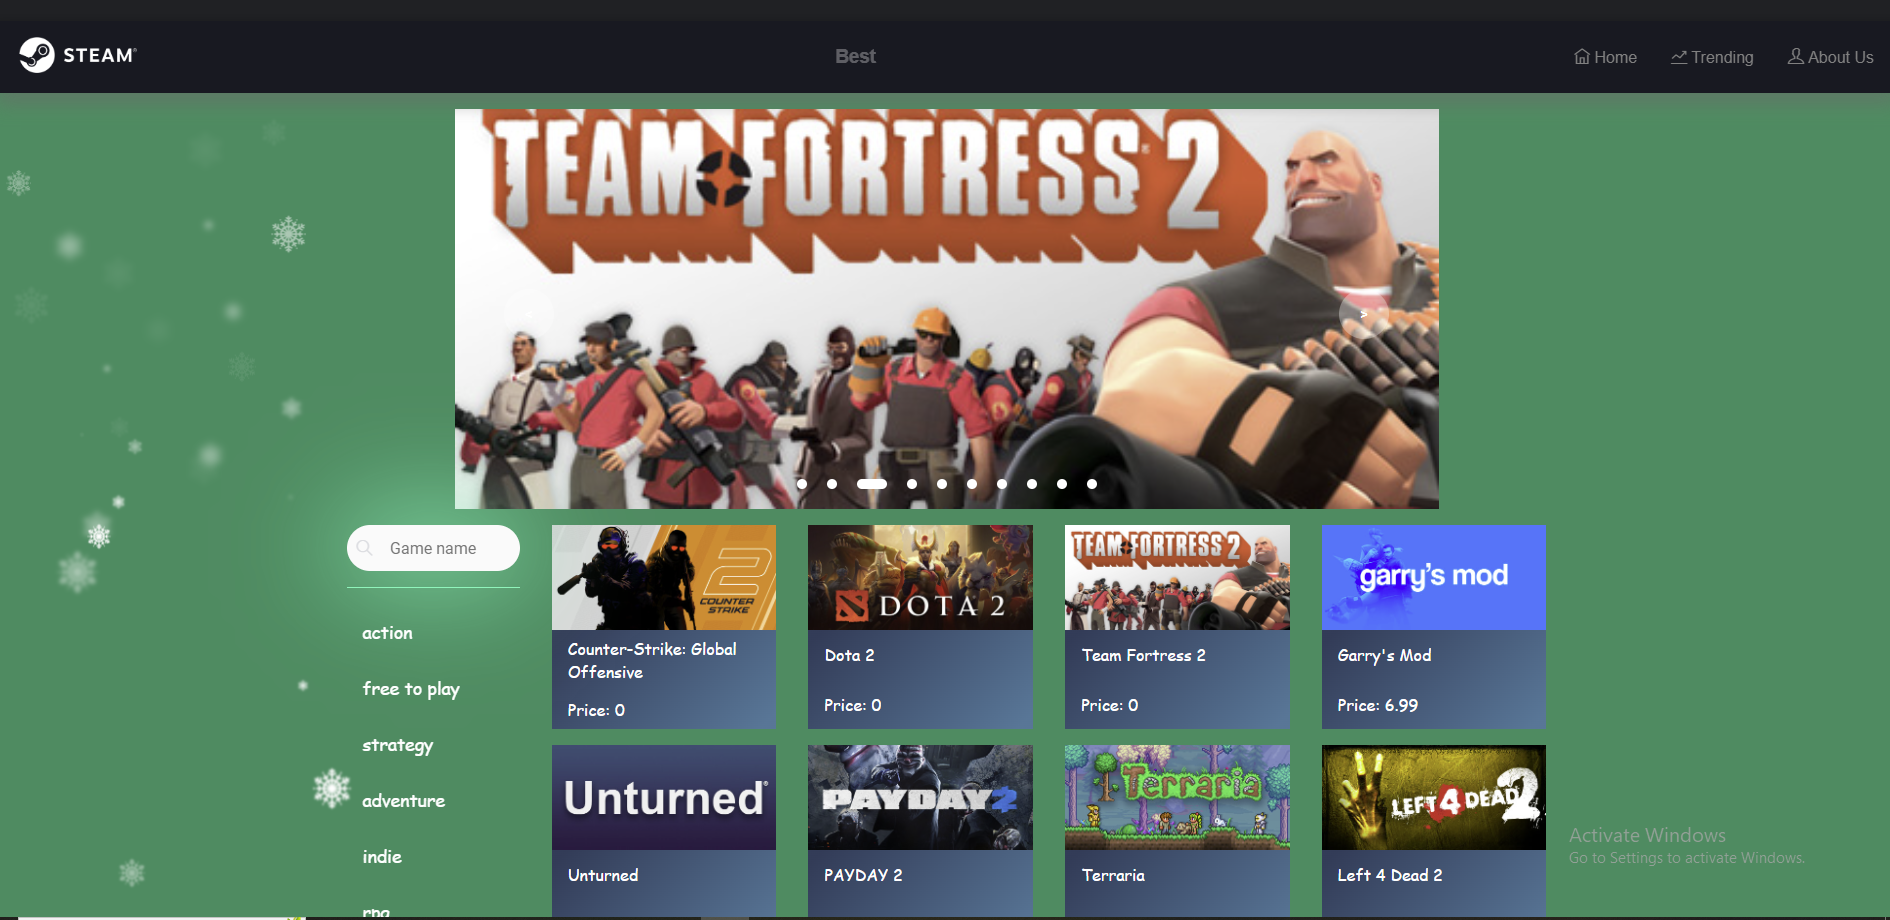 STEAM®
Best
Home
Trending
About Us
TEAM FORTRESS 2
>
Game name
action
free to play
strategy
adventure
indie
rpg
2
COUNTER
STRIKE
Counter-Strike: Global
Offensive
Price: 0
DOTA 2
Dota 2
Price: 0
TEAM FORTRESS 2
Team Fortress 2
Price: 0
garry's mod
Garry's Mod
Price: 6.99
Unturned®
Unturned
PAYDAY 2
PAYDAY 2
Terraria
Terraria
LEFT 4 DEAD 2
Left 4 Dead 2
Activate Windows
Go to Settings to activate Windows.